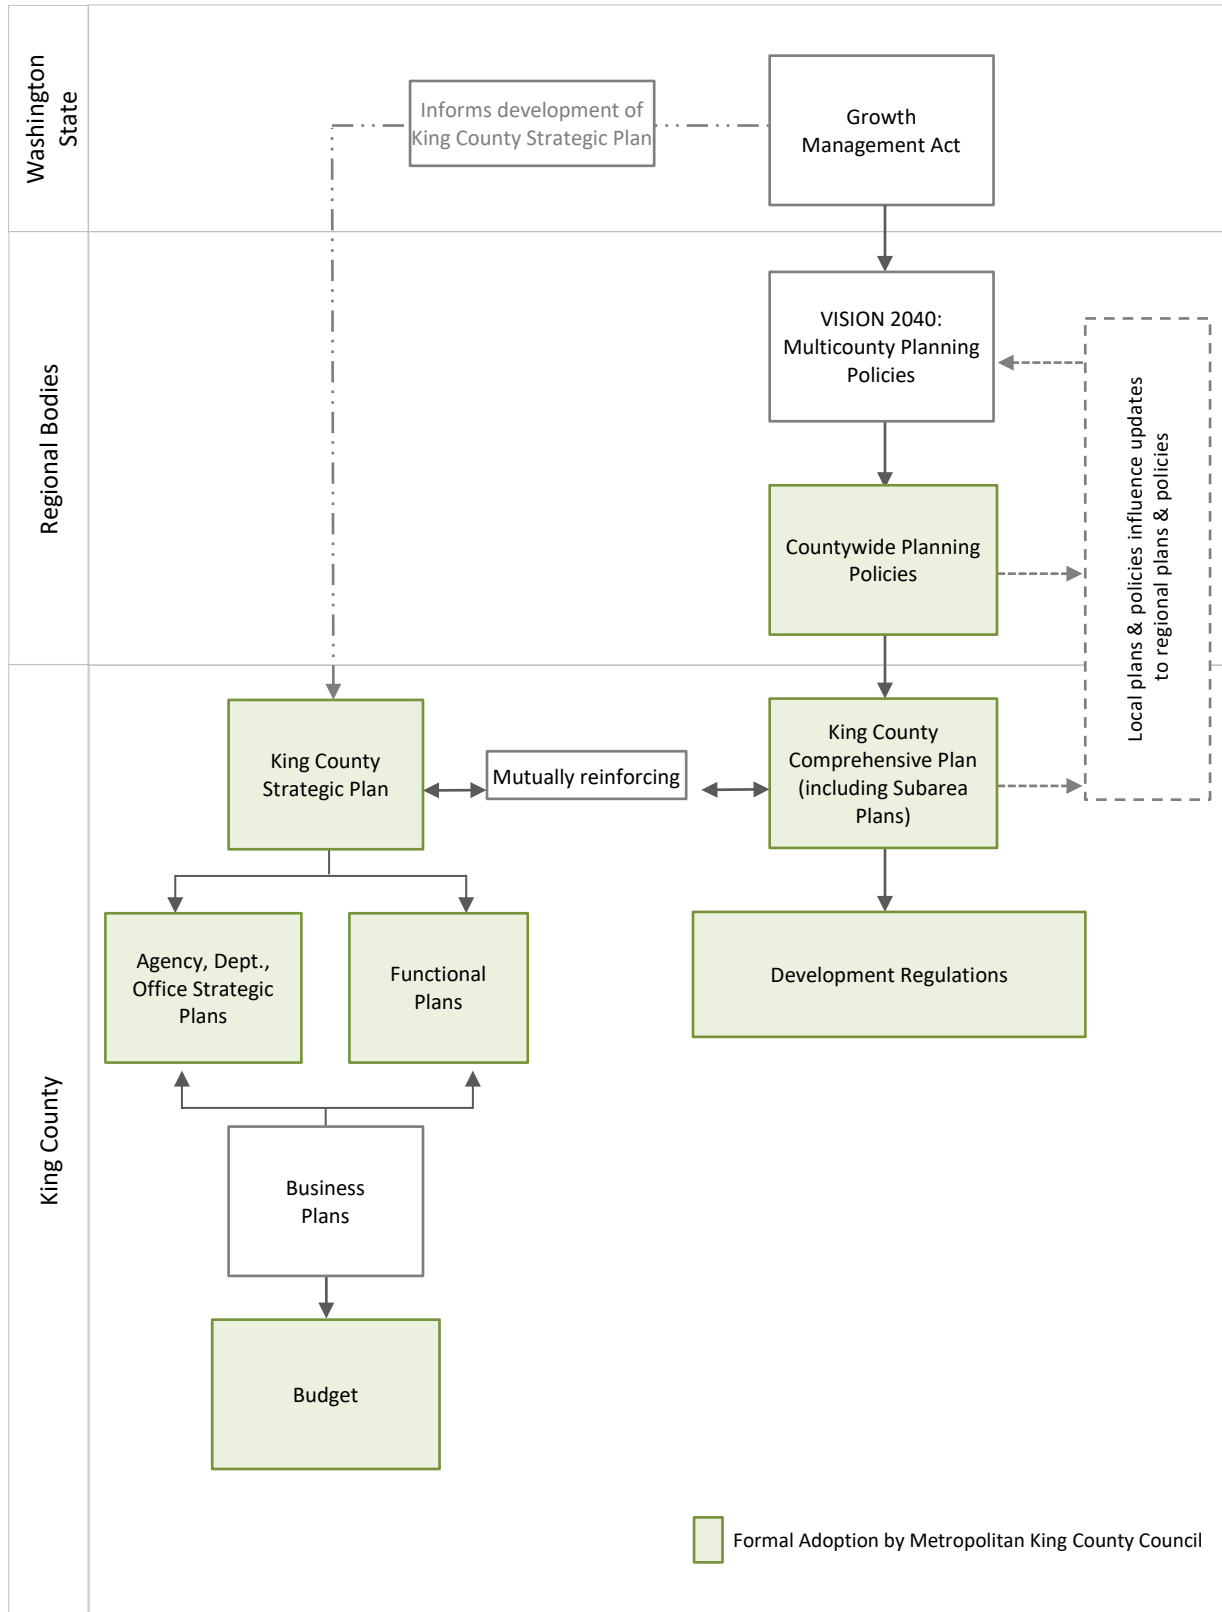 Washington
State
Informs development of
King County Strategic Plan
Growth
Management Act
Regional Bodies
VISION 2040:
Multicounty Planning
Policies
Countywide Planning
Policies
Local plans & policies influence updates
to regional plans & policies
King County
King County
Strategic Plan
Mutually reinforcing
King County
Comprehensive Plan
(including Subarea
Plans)
Agency, Dept.,
Office Strategic
Plans
Functional
Plans
Development Regulations
Business
Plans
Budget
Formal Adoption by Metropolitan King County Council